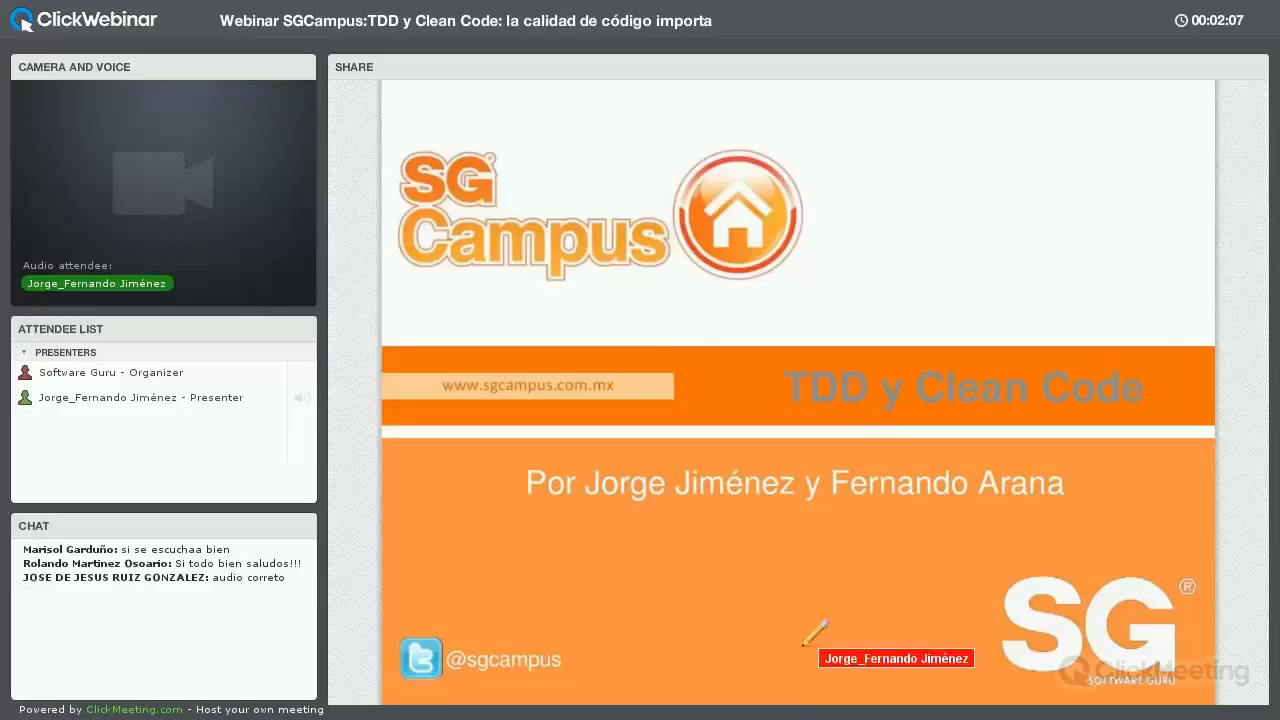 ClickWebinar
Webinar SGCampus:TDD y Clean Code: la calidad de código importa
00:02:07
CAMERA AND VOICE
Audio attendee:
Jorge_Fernando Jiménez
ATTENDEE LIST
PRESENTERS
Software Guru - Organizer
Jorge_Fernando Jiménez - Presenter
CHAT
Marisol Garduño: si se escuchaa bien
Rolando Martinez Osoario: Si todo bien saludos!!!
JOSE DE JESUS RUIZ GONZALEZ: audio correto
Powered by ClickMeeting.com - Host your own meeting
SHARE
SG®
Campus
www.sgcampus.com.mx
TDD y Clean Code
Por Jorge Jiménez y Fernando Arana
@sgcampus
Jorge_Fernando Jiménez
SG®
SOFTWARE GURU
ClickMeeting